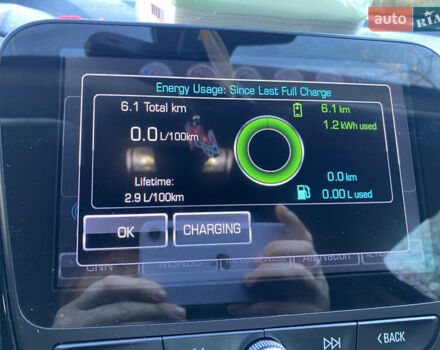 auto RIA
Energy Usage: Since Last Full Charge
6.1 Total km
6.1 km
1.2 kWh used
0.0 L/100km
Lifetime:
2.9 L/100km
0.0 km
0.00 L used
OK
CHARGING
CNN
BACK